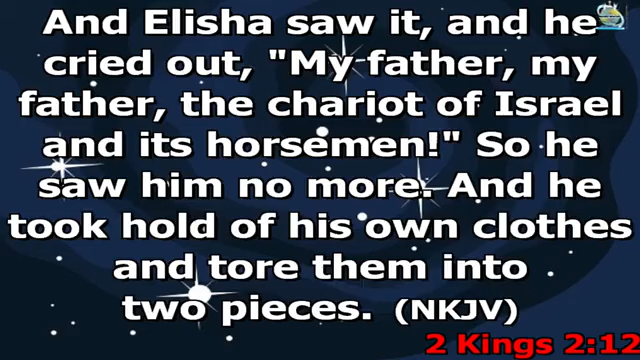 And Elisha saw it, and he
cried out, "My father, my
father, the chariot of Israel
and its horsemen!" So he
saw him no more. And he
took hold of his own clothes
and tore them into
two pieces. (NKJV)
2 Kings 2:12